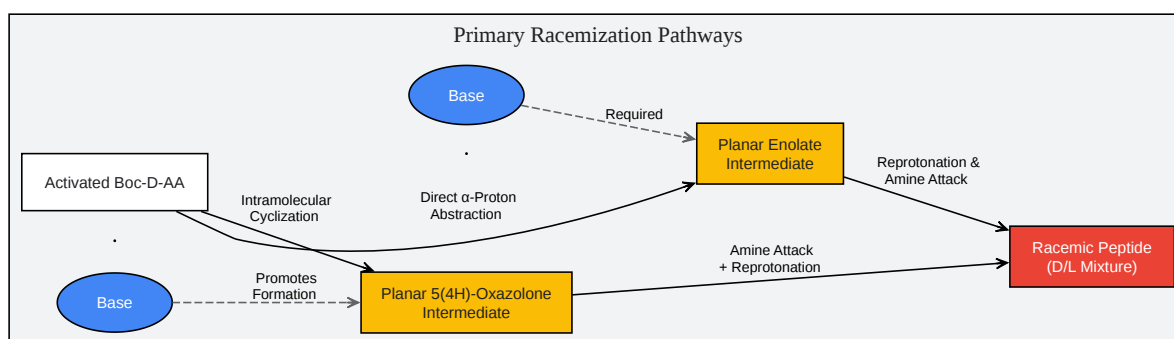 Primary Racemization Pathways
Base
Required
Planar Enolate
Intermediate
Activated Boc-D-AA
Intramolecular
Cyclization
Direct α-Proton
Abstraction
Reprotonation &
Amine Attack
Racemic Peptide
(D/L Mixture)
Amine Attack
+ Reprotonation
Base
Promotes
Formation
Planar 5(4H)-Oxazolone
Intermediate